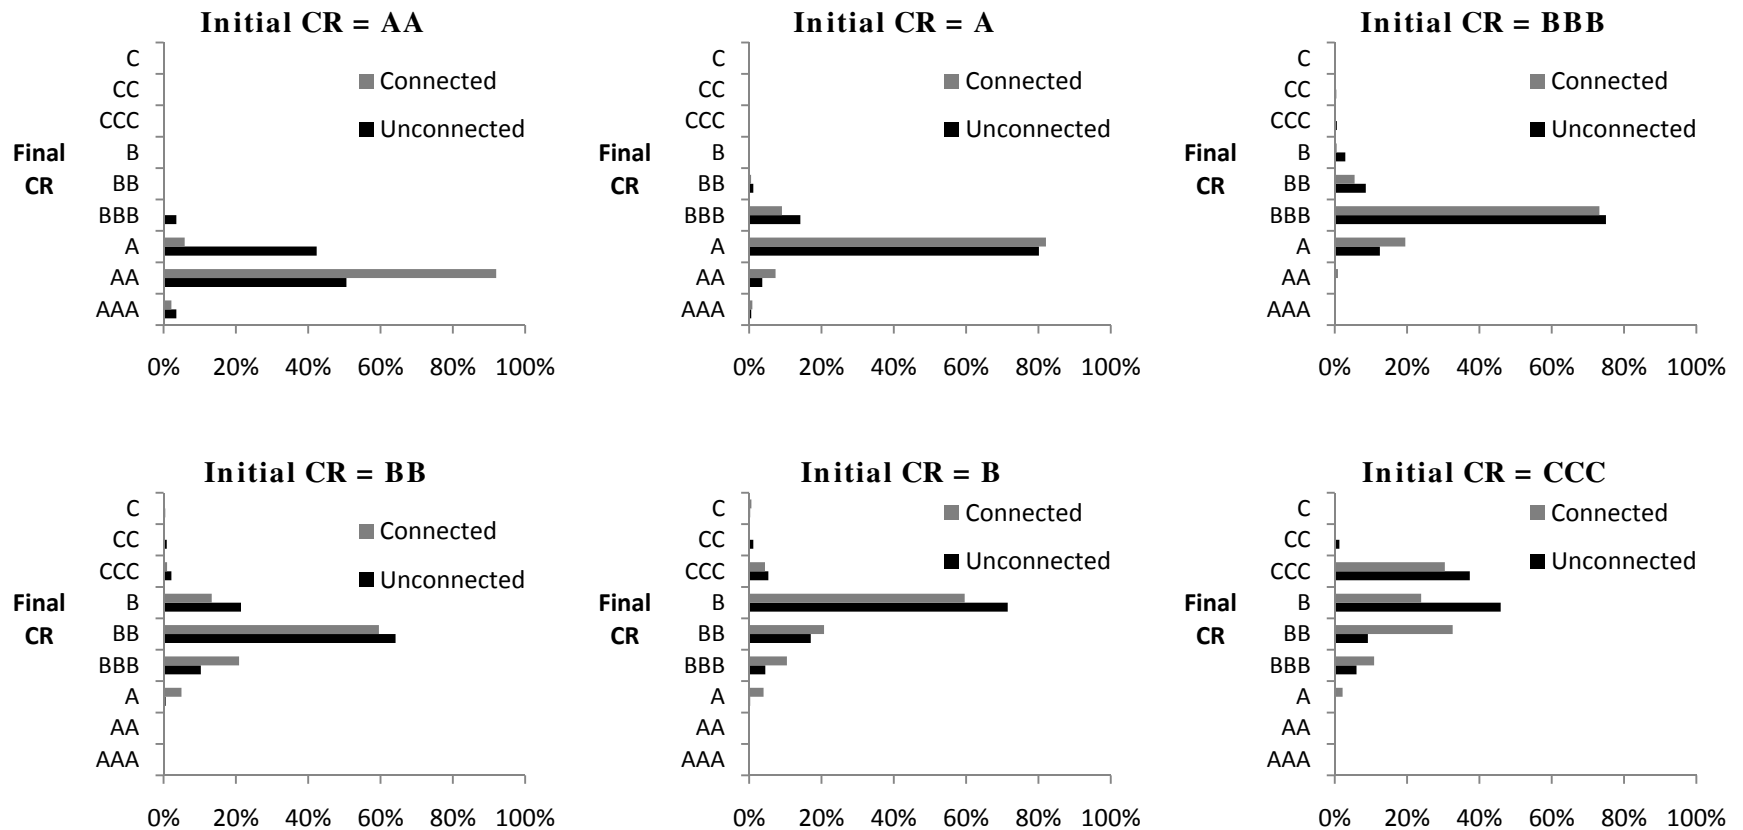 Initial CR = AA
C
CC
CCC
B
BB
BBB
A
AA
AAA
Final
CR
Connected
Unconnected
0% 20% 40% 60% 80% 100%
Initial CR = A
C
CC
CCC
B
BB
BBB
A
AA
AAA
Final
CR
Connected
Unconnected
0% 20% 40% 60% 80% 100%
Initial CR = BBB
C
CC
CCC
B
BB
BBB
A
AA
AAA
Final
CR
Connected
Unconnected
0% 20% 40% 60% 80% 100%
Initial CR = BB
C
CC
CCC
B
BB
BBB
A
AA
AAA
Final
CR
Connected
Unconnected
0% 20% 40% 60% 80% 100%
Initial CR = B
C
CC
CCC
B
BB
BBB
A
AA
AAA
Final
CR
Connected
Unconnected
0% 20% 40% 60% 80% 100%
Initial CR = CCC
C
CC
CCC
B
BB
BBB
A
AA
AAA
Final
CR
Connected
Unconnected
0% 20% 40% 60% 80% 100%